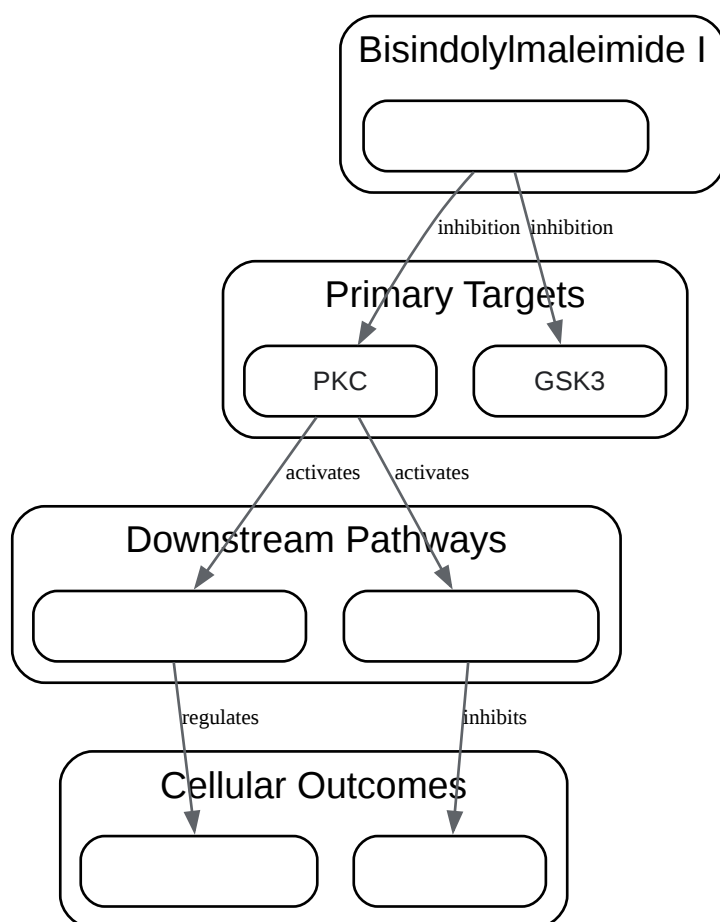 Bisindolylmaleimide I
inhibition inhibition
Primary Targets
PKC GSK3
activates activates
Downstream Pathways
regulates inhibits
Cellular Outcomes